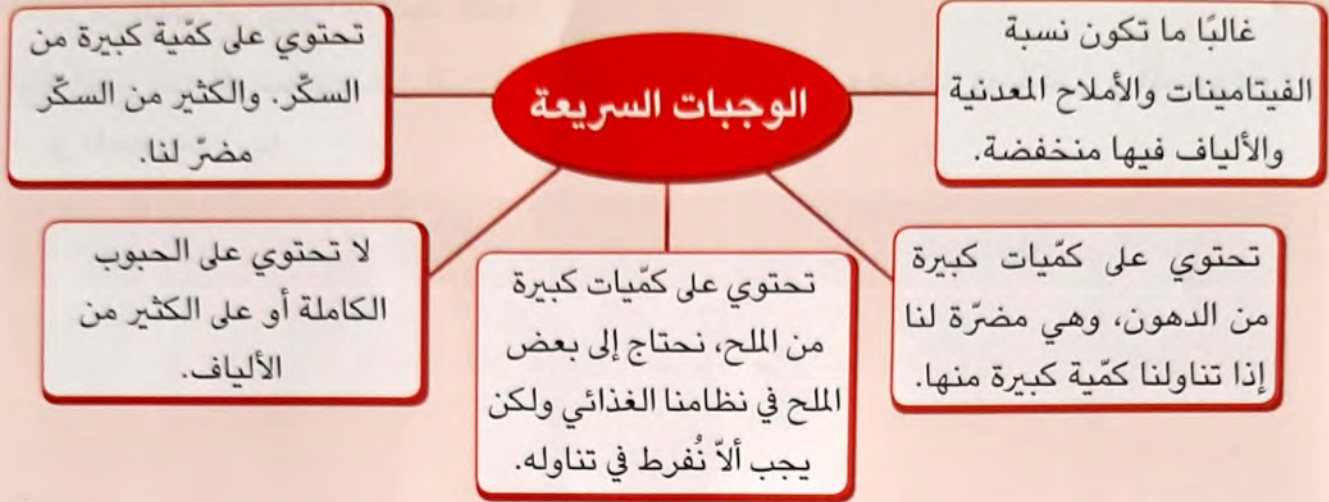 الوجبات السريعة
غالبًا ما تكون نسبة
الفيتامينات والأملاح المعدنية
والألياف فيها منخفضة.
تحتوي على كمّية كبيرة من
السكّر. والكثير من السكّر
مضرّ لنا.
تحتوي على كمّيات كبيرة
من الدهون، وهي مضرّة لنا
إذا تناولنا كمّية كبيرة منها.
تحتوي على كمّيات كبيرة
من الملح، نحتاج إلى بعض
الملح في نظامنا الغذائي ولكن
يجب ألاّ نُفرط في تناوله.
لا تحتوي على الحبوب
الكاملة أو على الكثير من
الألياف.